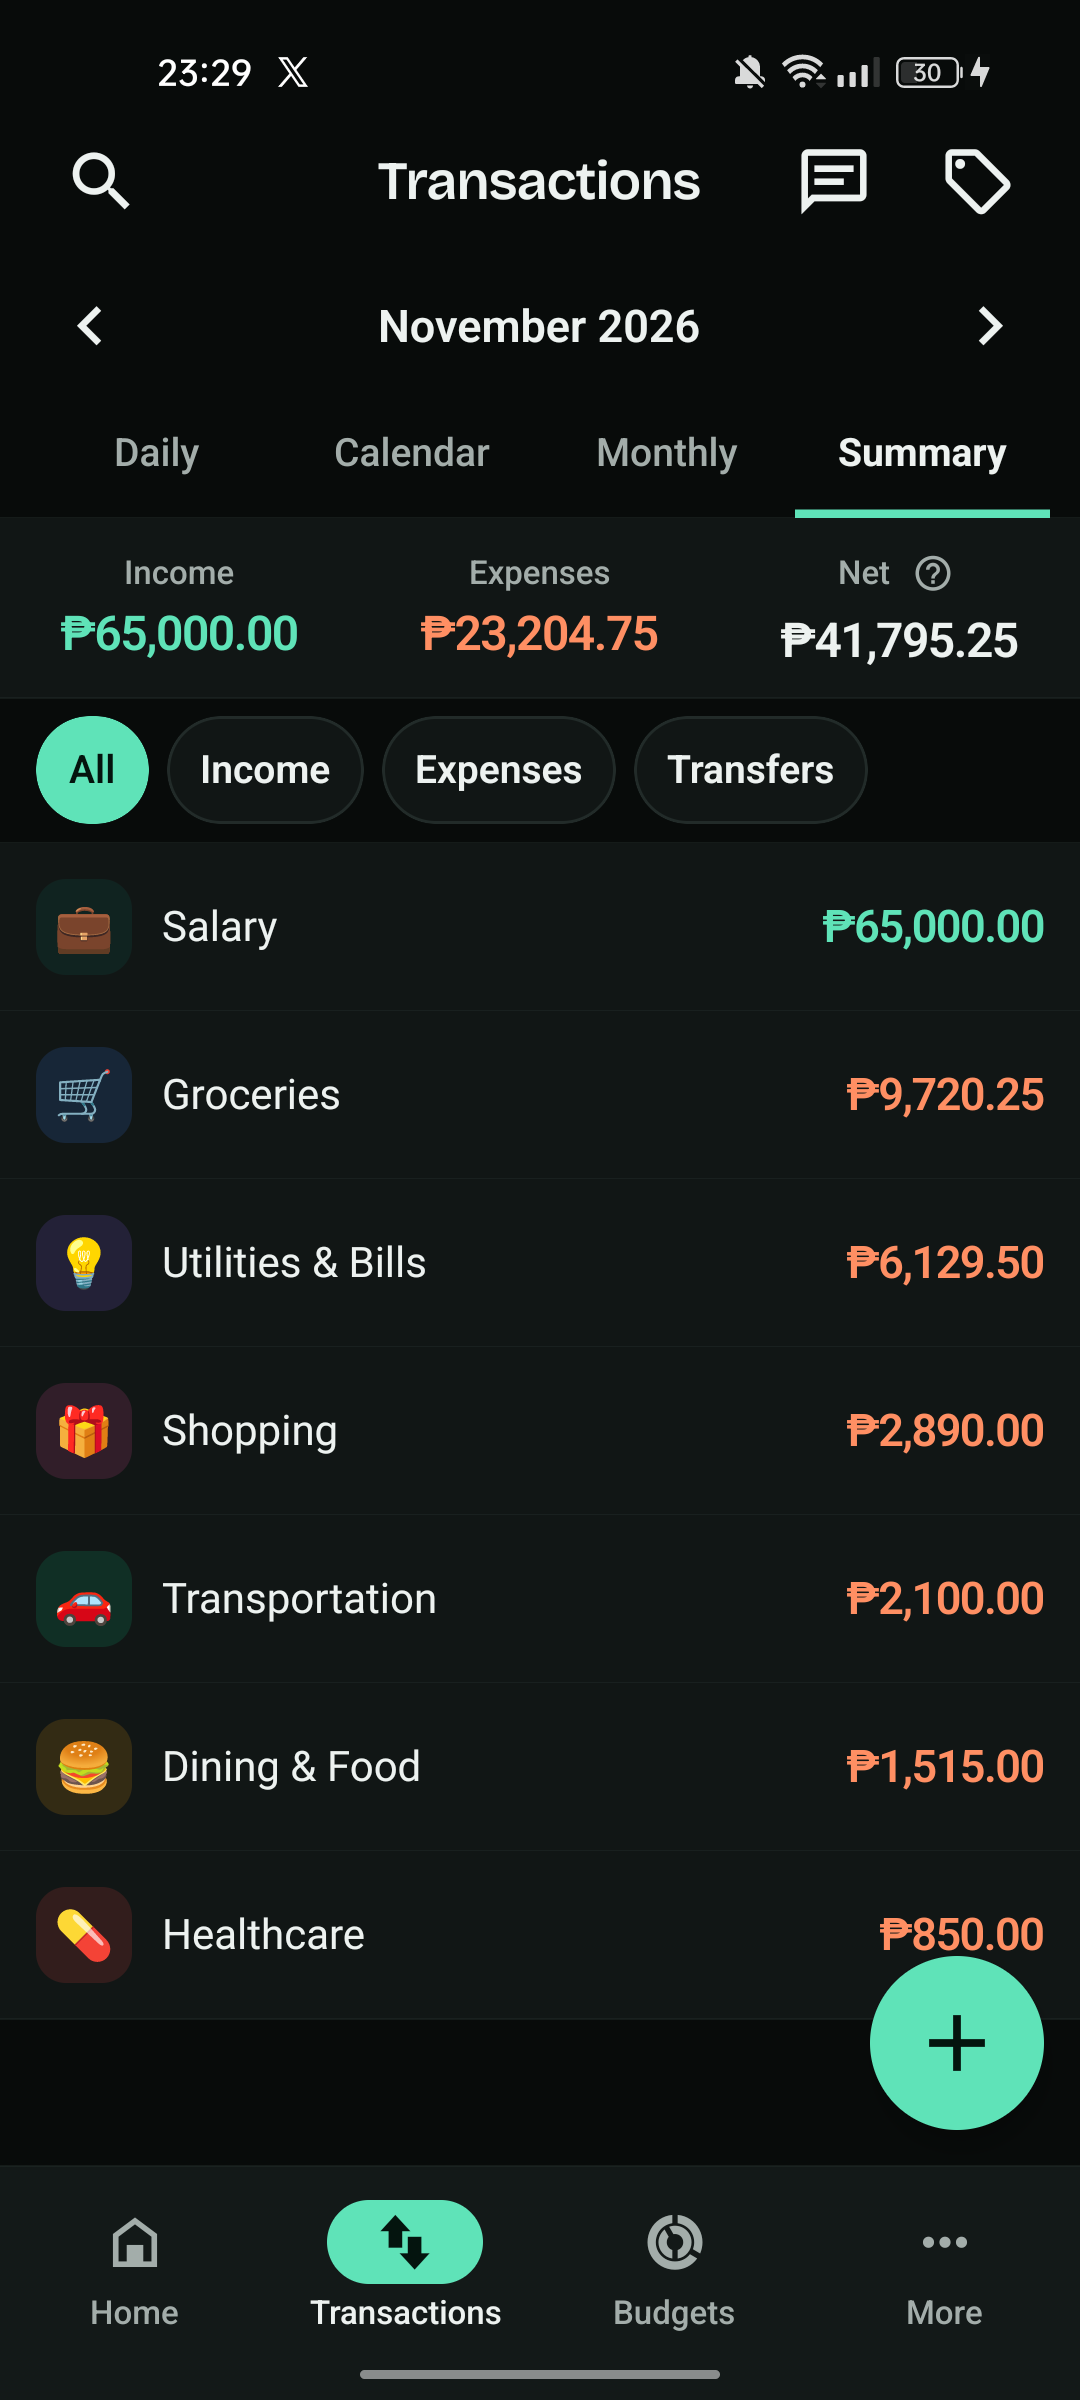 23:29
30
Transactions
November 2026
Daily Calendar Monthly Summary
Income Expenses Net
₱65,000.00 ₱23,204.75 ₱41,795.25
All Income Expenses Transfers
Salary ₱65,000.00
Groceries ₱9,720.25
Utilities & Bills ₱6,129.50
Shopping ₱2,890.00
Transportation ₱2,100.00
Dining & Food ₱1,515.00
Healthcare ₱850.00
Home Transactions Budgets More